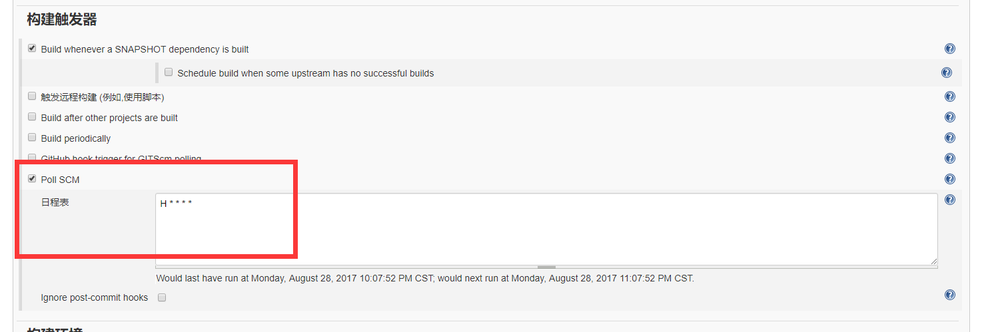 构建触发器
Build whenever a SNAPSHOT dependency is built
Schedule build when some upstream has no successful builds
触发远程构建 (例如,使用脚本)
Build after other projects are built
Build periodically
GitHub hook trigger for GITScm polling
Poll SCM
日程表
H * * * *
Would last have run at Monday, August 28, 2017 10:07:52 PM CST; would next run at Monday, August 28, 2017 11:07:52 PM CST.
Ignore post-commit hooks
构建环境